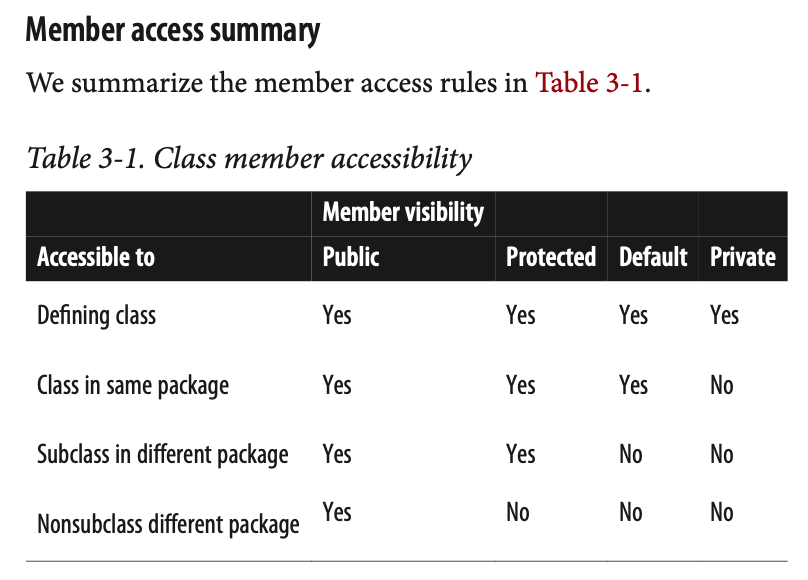 Member access summary
We summarize the member access rules in Table 3-1.
Table 3-1. Class member accessibility
Member visibility
Accessible to Public Protected Default Private
Defining class Yes Yes Yes Yes
Class in same package Yes Yes Yes No
Subclass in different package Yes Yes No No
Nonsubclass different package Yes No No No